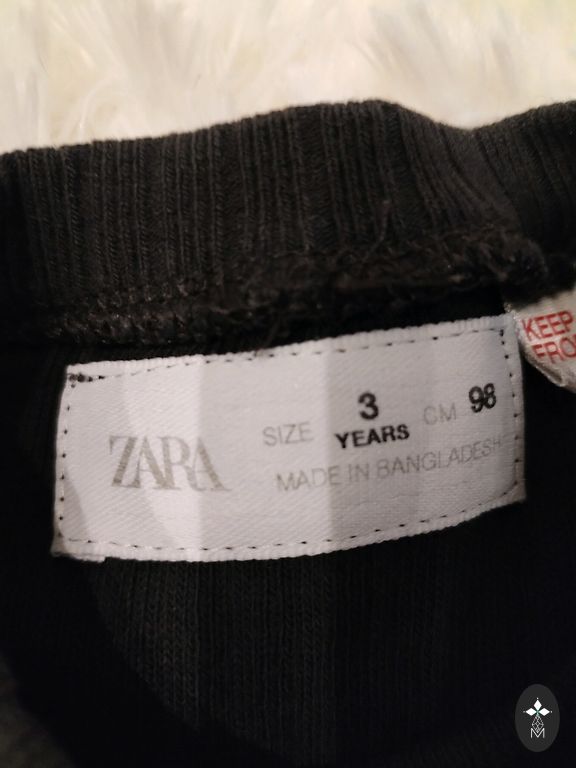 KEEP
FRO
ZARA
SIZE 3 YEARS CM 98
MADE IN BANGLADESH
M